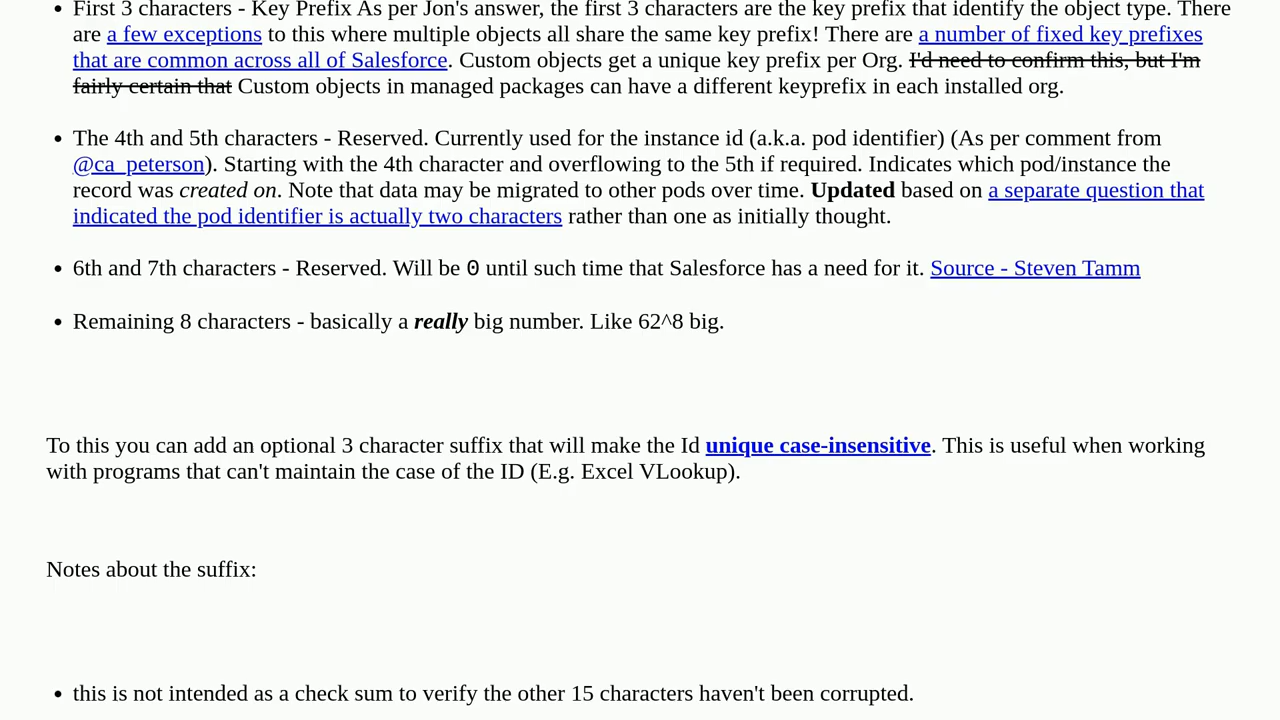 First 3 characters - Key Prefix As per Jon's answer, the first 3 characters are the key prefix that identify the object type. There
are a few exceptions to this where multiple objects all share the same key prefix! There are a number of fixed key prefixes
that are common across all of Salesforce. Custom objects get a unique key prefix per Org. I'd need to confirm this, but I'm
fairly certain that Custom objects in managed packages can have a different keyprefix in each installed org.
The 4th and 5th characters - Reserved. Currently used for the instance id (a.k.a. pod identifier) (As per comment from
@ca_peterson). Starting with the 4th character and overflowing to the 5th if required. Indicates which pod/instance the
record was created on. Note that data may be migrated to other pods over time. Updated based on a separate question that
indicated the pod identifier is actually two characters rather than one as initially thought.
6th and 7th characters - Reserved. Will be 0 until such time that Salesforce has a need for it. Source - Steven Tamm
Remaining 8 characters - basically a really big number. Like 62^8 big.
To this you can add an optional 3 character suffix that will make the Id unique case-insensitive. This is useful when working
with programs that can't maintain the case of the ID (E.g. Excel VLookup).
Notes about the suffix:
this is not intended as a check sum to verify the other 15 characters haven't been corrupted.